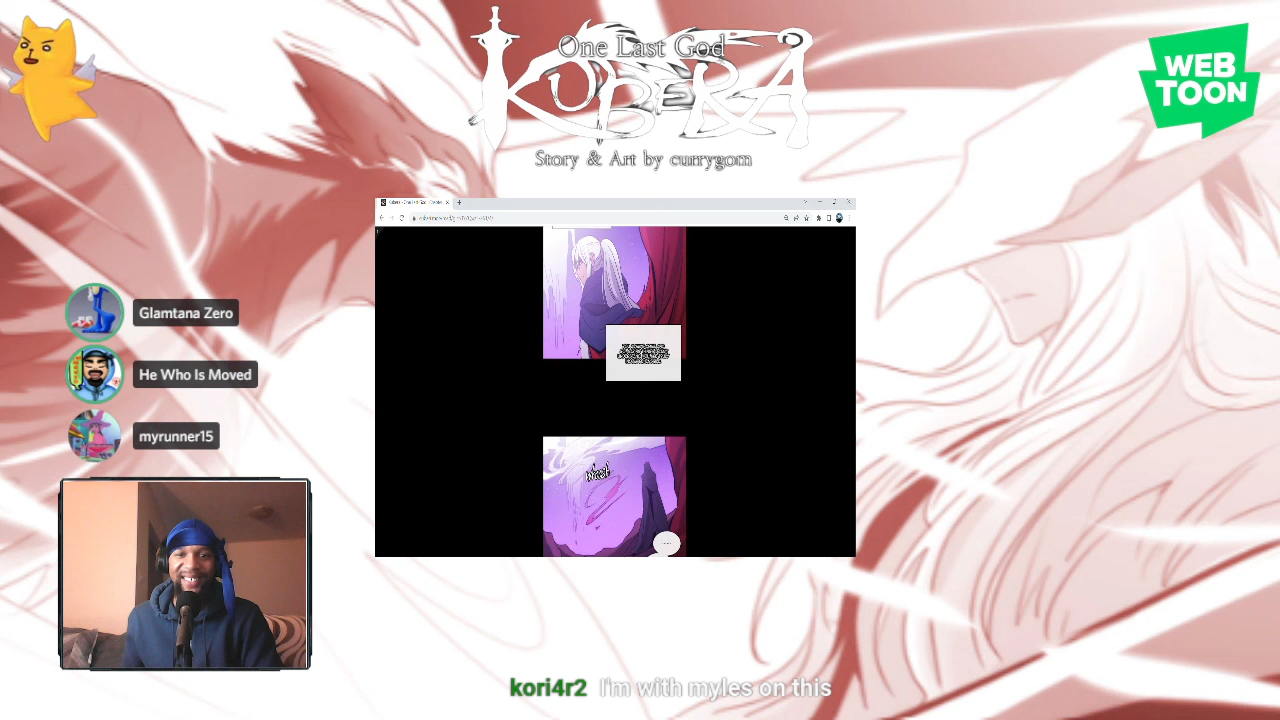 One Last God
KUBERA
Story & Art by currygom
WEB
TOON
Glamtana Zero
He Who Is Moved
myrunner15
Wait!
kori4r2 I'm with myles on this